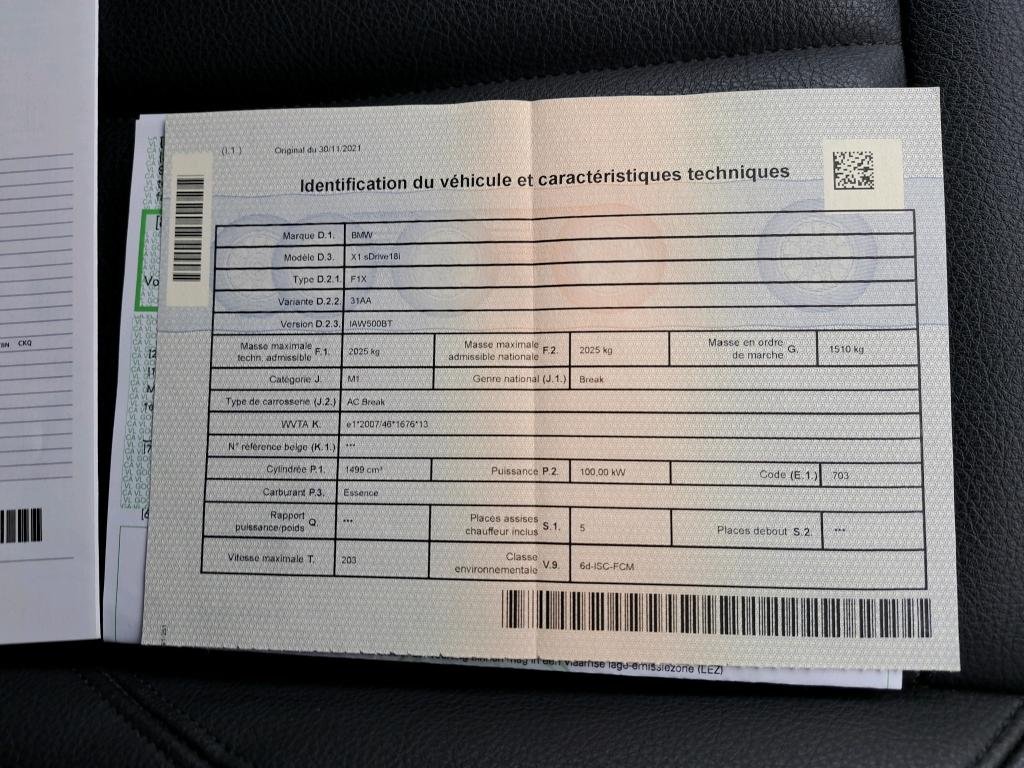 (I.1 )
Original du 30/11/2021
Identification du véhicule et caractéristiques techniques
Marque D.1. BMW
Modèle D.3. X1 sDrive18i
Type D.2.1. F1X
Variante D.2.2. 31AA
Version D.2.3. IAW500BT
Masse maximale
techn. admissible F.1. 2025 kg
Masse maximale
admissible nationale F.2. 2025 kg
Masse en ordre
de marche G. 1510 kg
Catégorie J. M1 Genre national (J.1.) Break
Type de carrosserie (J.2.) AC Break
WVTA K. e1*2007/46*1676*13
N° référence belge (K.1.) ***
Cylindrée P.1. 1499 cm³ Puissance P.2. 100,00 kW Code (E.1.) 703
Carburant P.3. Essence
Rapport
puissance/poids Q. ***
Places assises
chauffeur inclus S.1. 5
Places debout S.2. ***
Vitesse maximale T. 203
Classe
environnementale V.9. 6d-ISC-FCM
CKQ
Vo
in een Vlaamse lage-emissiezone (LEZ)